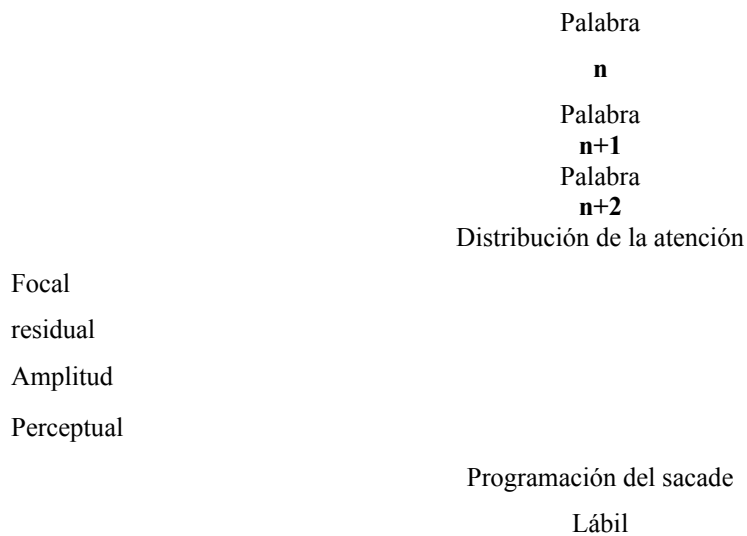 Palabra
n
Palabra
n+1
Palabra
n+2
Distribución de la atención
Focal
residual
Amplitud
Perceptual
Programación del sacade
Lábil